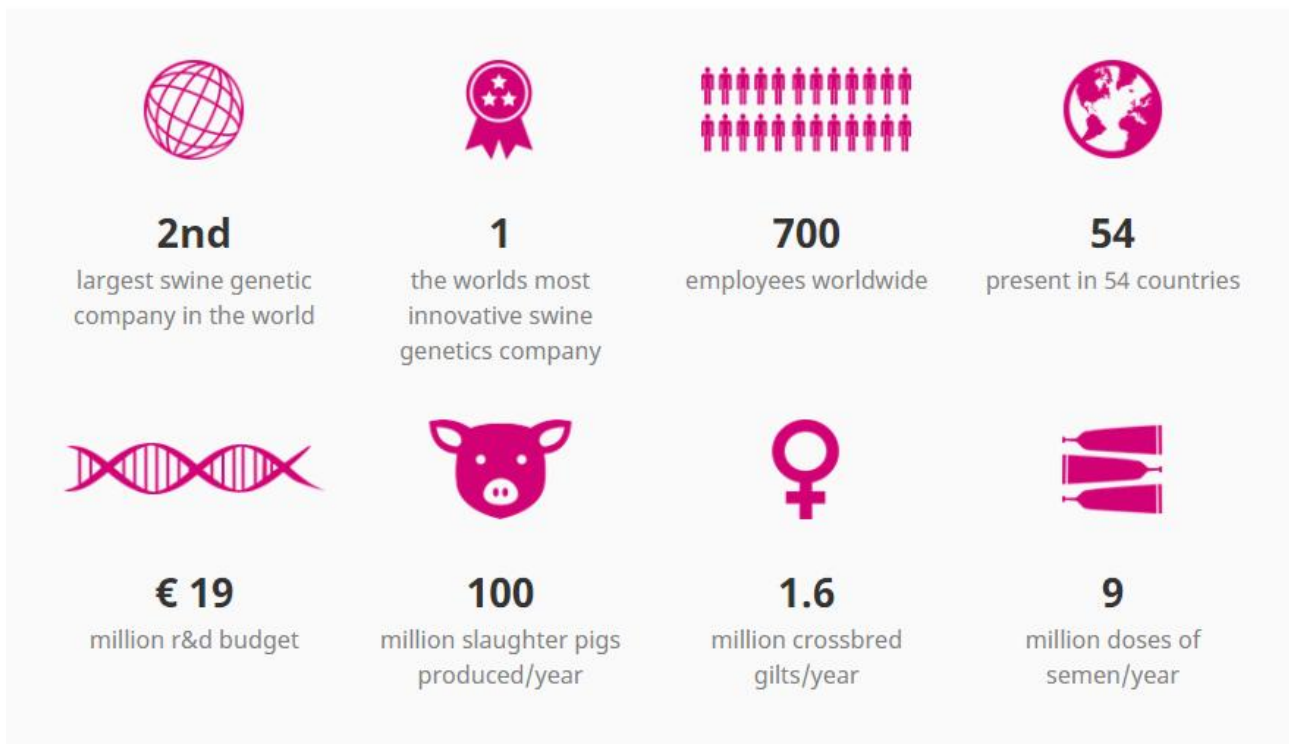 2nd
largest swine genetic
company in the world
1
the worlds most
innovative swine
genetics company
700
employees worldwide
54
present in 54 countries
€ 19
million r&d budget
100
million slaughter pigs
produced/year
1.6
million crossbred
gilts/year
9
million doses of
semen/year